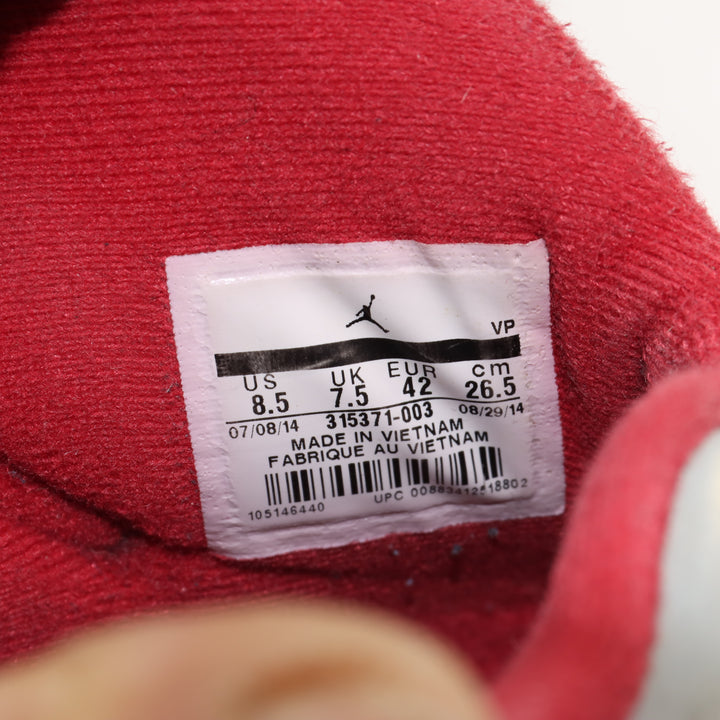 VP
US UK EUR cm
8.5 7.5 42 26.5
07/08/14 315371-003 08/29/14
MADE IN VIETNAM
FABRIQUE AU VIETNAM
105146440 UPC 00883412818802